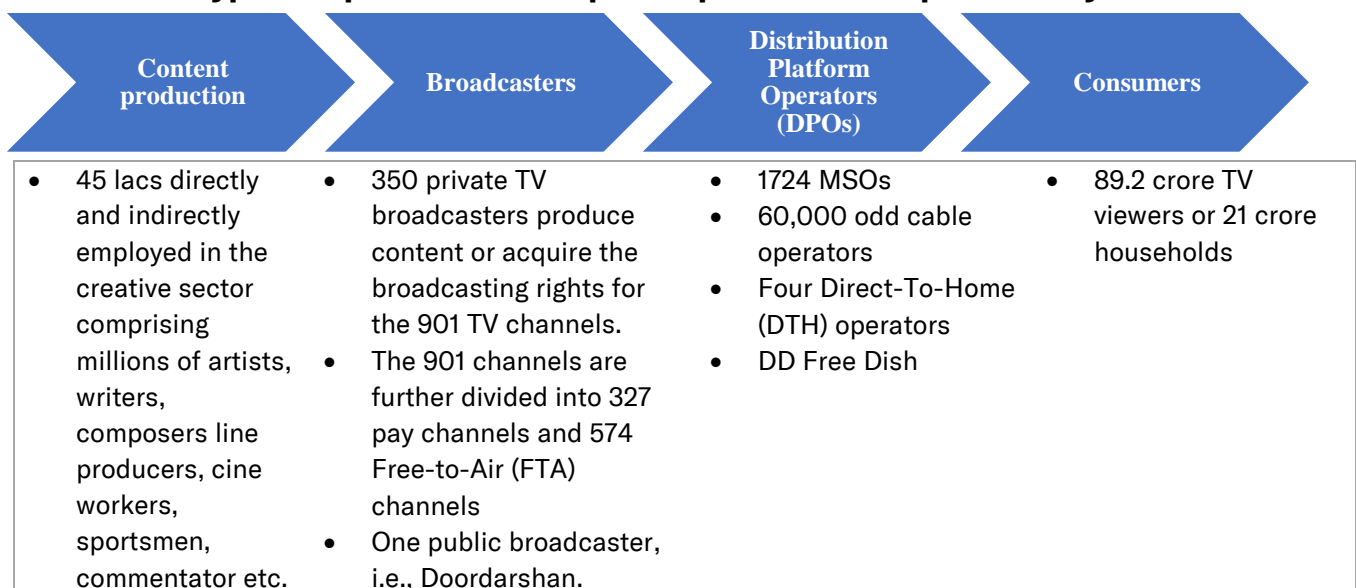 Content
production
Broadcasters
Distribution
Platform
Operators
(DPOs)
Consumers
• 45 lacs directly
and indirectly
employed in the
creative sector
comprising
millions of artists,
writers,
composers line
producers, cine
workers,
sportsmen,
commentator etc.
• 350 private TV
broadcasters produce
content or acquire the
broadcasting rights for
the 901 TV channels.
• The 901 channels are
further divided into 327
pay channels and 574
Free-to-Air (FTA)
channels
• One public broadcaster,
i.e., Doordarshan.
• 1724 MSOs
• 60,000 odd cable
operators
• Four Direct-To-Home
(DTH) operators
• DD Free Dish
• 89.2 crore TV
viewers or 21 crore
households